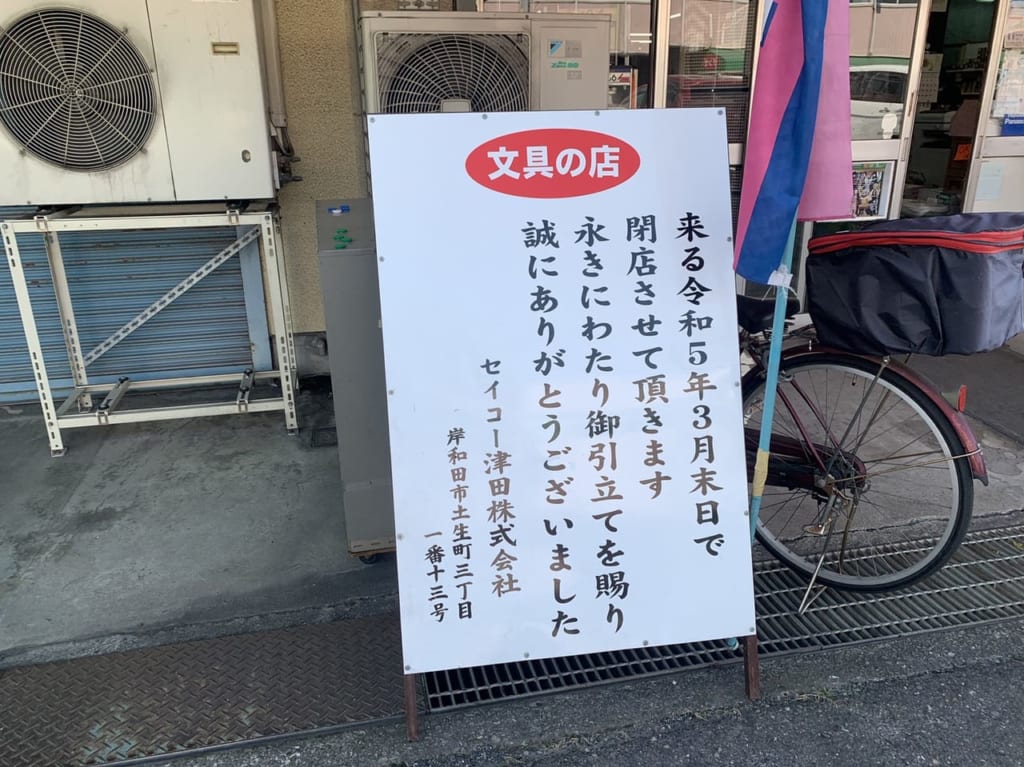 文具の店
来る令和5年3月末日で
閉店させて頂きます
永きにわたり御引立てを賜り
誠にありがとうございました
セイコー津田株式会社
岸和田市土生町三丁目
一番十三号